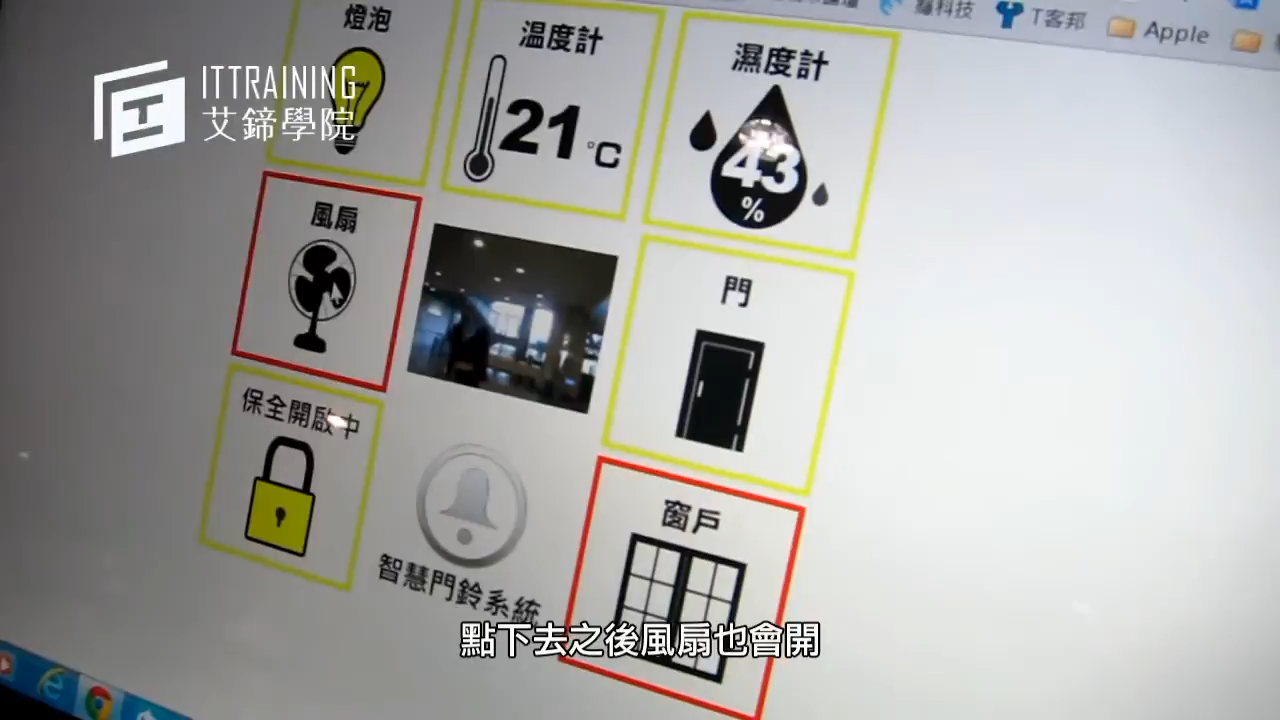 羅科技
T客邦
Apple
燈泡
温度計
濕度計
ITTRAINING
艾鍗學院
21 °C
43
%
風扇
門
保全開啟中
窗戶
智慧門鈴系統
點下去之後風扇也會開